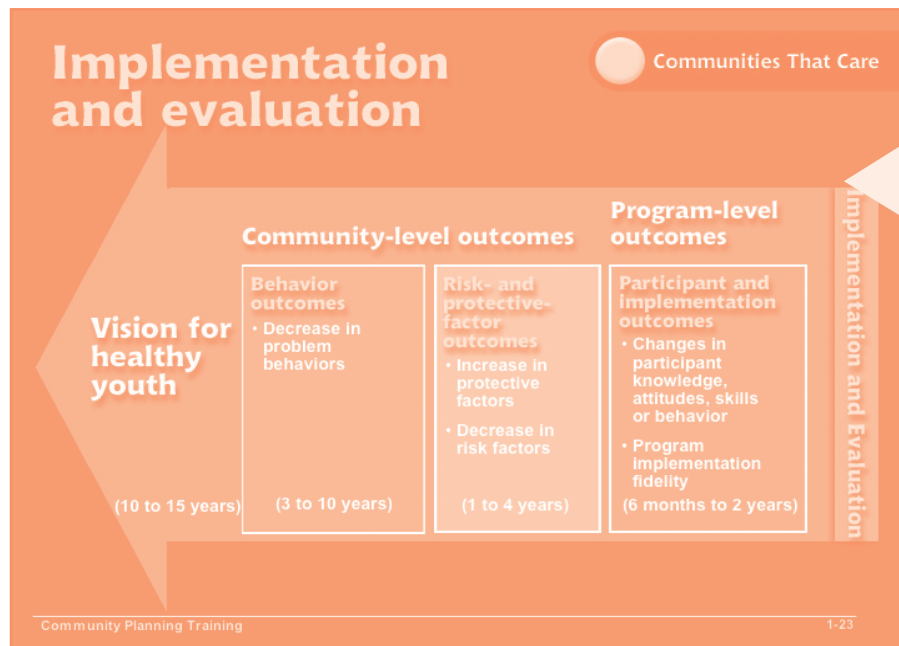 Implementation
and evaluation
Communities That Care
Community-level outcomes
Program-level
outcomes
Vision for
healthy
youth
(10 to 15 years)
Behavior
outcomes
• Decrease in
problem
behaviors
(3 to 10 years)
Risk- and
protective-
factor
outcomes
• Increase in
protective
factors
• Decrease in
risk factors
(1 to 4 years)
Participant and
implementation
outcomes
• Changes in
participant
knowledge,
attitudes, skills
or behavior
• Program
implementation
fidelity
(6 months to 2 years)
Implementation and Evaluation
Community Planning Training
1-23